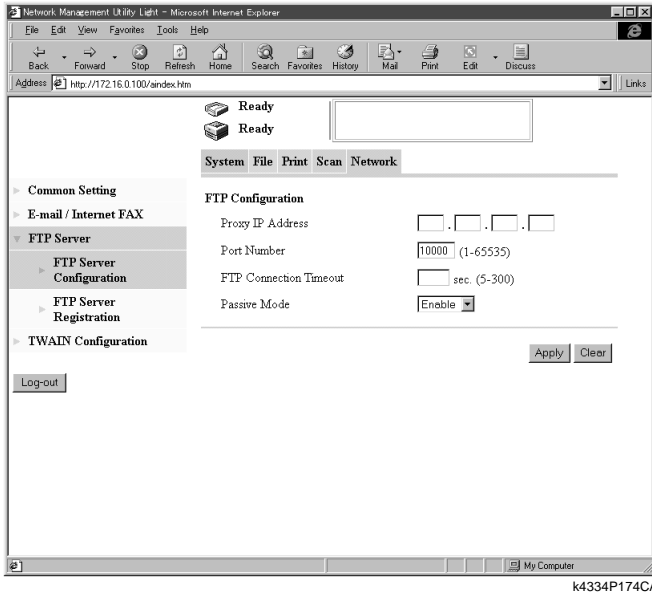 Network Management Utility Light - Microsoft Internet Explorer
File Edit View Favorites Tools Help
Back Forward Stop Refresh Home Search Favorites History Mail Print Edit Discuss
Address http://172.16.0.100/aindex.htm Links
Ready
Ready
System File Print Scan Network
Common Setting
E-mail / Internet FAX
FTP Server
FTP Server
Configuration
FTP Server
Registration
TWAIN Configuration
Log-out
FTP Configuration
Proxy IP Address . . .
Port Number 10000 (1-65535)
FTP Connection Timeout sec. (5-300)
Passive Mode Enable
Apply Clear
My Computer
k4334P174CA